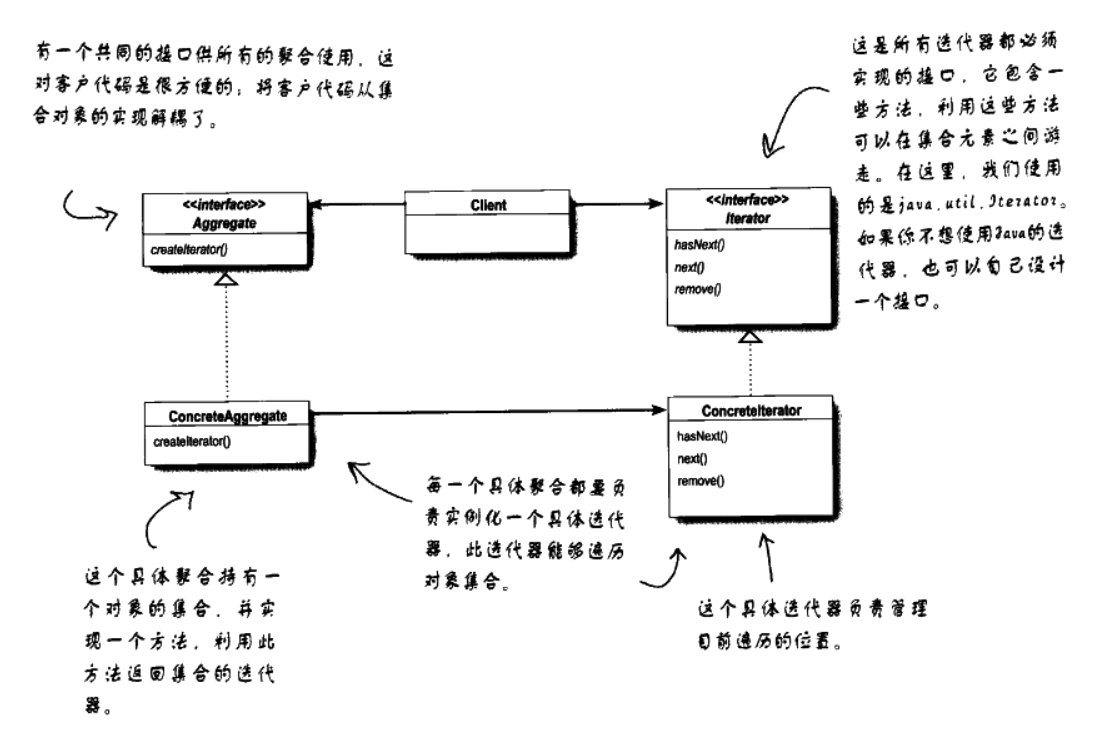 有一个共同的接口供所有的聚合使用，这
对客户代码是很方便的；将客户代码从集
合对象的实现解耦了。
这是所有迭代器都必须
实现的接口，它包含一
些方法，利用这些方法
可以在集合元素之间游
走。在这里，我们使用
的是java.util.Iterator。
如果你不想使用Java的迭
代器，也可以自己设计
一个接口。
<<interface>>
Aggregate
createIterator()
Client
<<interface>>
Iterator
hasNext()
next()
remove()
ConcreteAggregate
createIterator()
ConcreteIterator
hasNext()
next()
remove()
每一个具体聚合都要负
责实例化一个具体迭代
器，此迭代器能够遍历
对象集合。
这个具体聚合持有一
个对象的集合，并实
现一个方法，利用此
方法返回集合的迭代
器。
这个具体迭代器负责管理
目前遍历的位置。